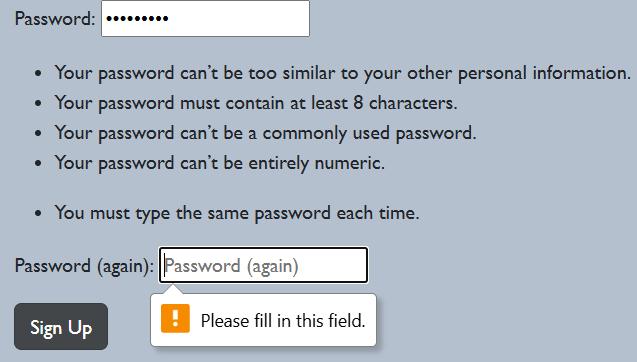 Password: •••••••••
Your password can’t be too similar to your other personal information.
Your password must contain at least 8 characters.
Your password can’t be a commonly used password.
Your password can’t be entirely numeric.
You must type the same password each time.
Password (again): Password (again)
Please fill in this field.
Sign Up